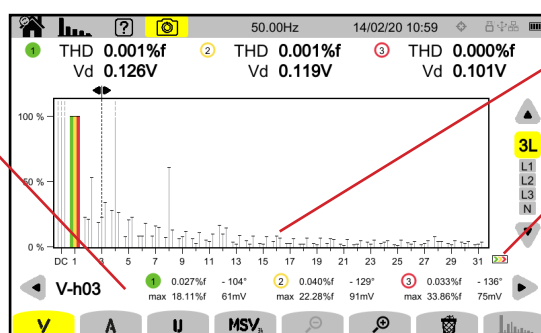 ? 50.00Hz 14/02/20 10:59
1 THD 0.001%f 2 THD 0.001%f 3 THD 0.000%f
Vd 0.126V Vd 0.119V Vd 0.101V
100 %
50 %
0 %
DC 1 3 5 7 9 11 13 15 17 19 21 23 25 27 29 31
3L
L1
L2
L3
N
V-h03
1 0.027%f - 104° 2 0.040%f - 129° 3 0.033%f - 136°
max 18.11%f 61mV max 22.28%f 91mV max 33.86%f 75mV
V A U MSV